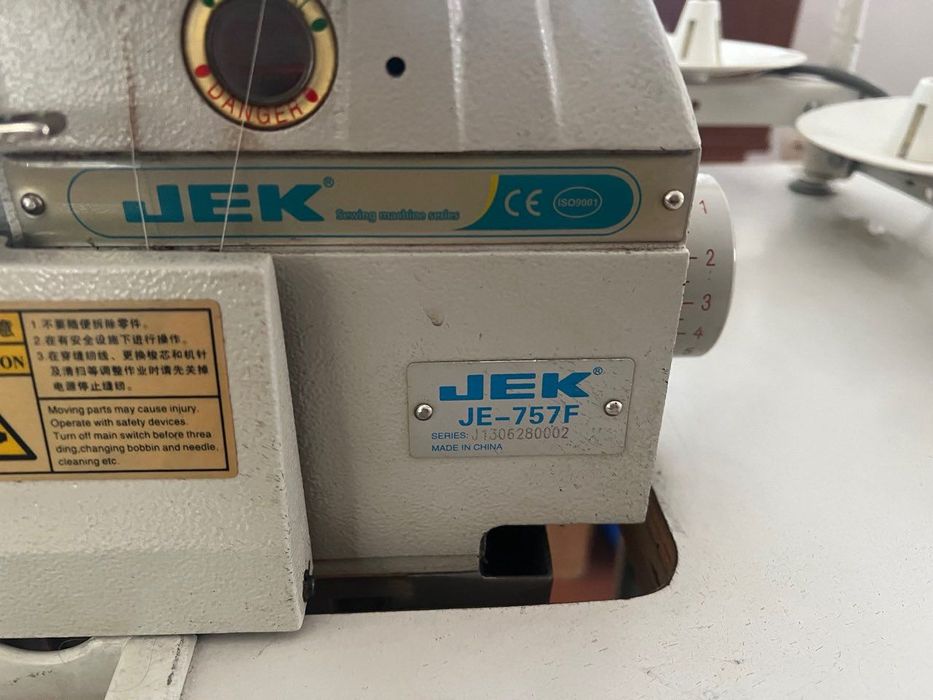 DANGER
JEK®
Sewing machine series
CE
ISO9001
1
2
3
4
意
ON
1.不要随便拆除零件。
2.在有安全设施下进行操作。
3.在穿缝纫线、更换梭芯和机针
及清扫等调整作业时请先关掉
电源停止缝纫。
Moving parts may cause injury.
Operate with safety devices.
Turn off main switch before threa
ding,changing bobbin and needle,
cleaning etc.
JEK®
JE-757F
SERIES: J1306280002
MADE IN CHINA